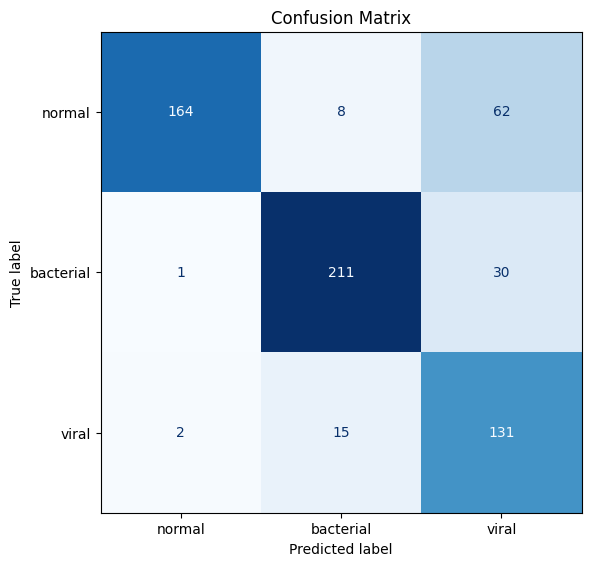 Confusion Matrix
True label
normal
164 8 62
bacterial
1 211 30
viral
2 15 131
normal bacterial viral
Predicted label